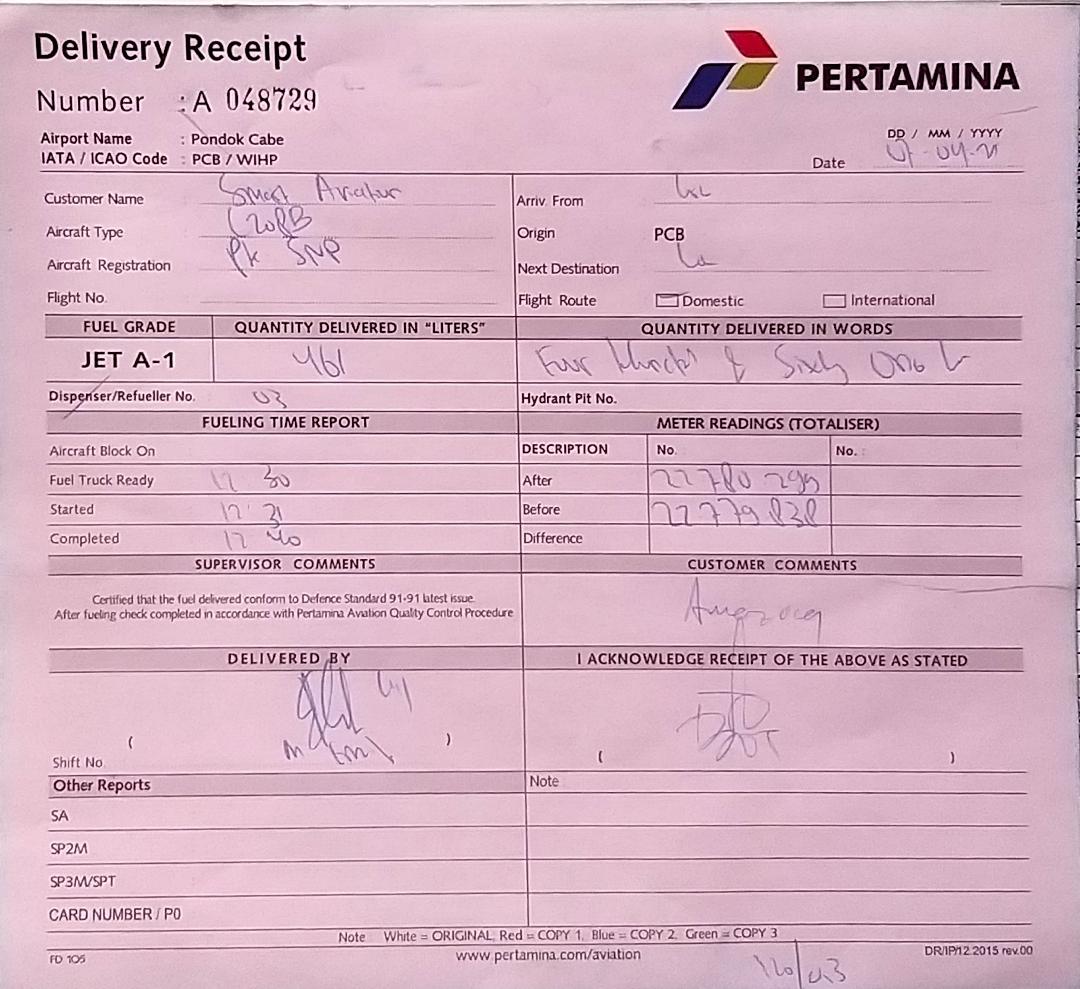 Delivery Receipt
PERTAMINA
Number : A 048729
Airport Name : Pondok Cabe
IATA / ICAO Code : PCB / WIHP
DD / MM / YYYY
Date
Customer Name Smart Aviation
Arriv. From
Aircraft Type C208B
Origin PCB
Aircraft Registration PK SNP
Next Destination
Flight No.
Flight Route Domestic International
FUEL GRADE QUANTITY DELIVERED IN "LITERS" QUANTITY DELIVERED IN WORDS
JET A-1 461 Four Hundred & Sixty One
Dispenser/Refueller No. 03 Hydrant Pit No.
FUELING TIME REPORT METER READINGS (TOTALISER)
Aircraft Block On DESCRIPTION No. No. :
Fuel Truck Ready 12 30 After 22780 299
Started 12 31 Before 22779 838
Completed 12 40 Difference
SUPERVISOR COMMENTS CUSTOMER COMMENTS
Certified that the fuel delivered conform to Defence Standard 91-91 latest issue.
After fueling check completed in accordance with Pertamina Aviation Quality Control Procedure
DELIVERED BY I ACKNOWLEDGE RECEIPT OF THE ABOVE AS STATED
( ) ( )
Shift No
Other Reports Note
SA
SP2M
SP3M/SPT
CARD NUMBER / P0
Note White = ORIGINAL, Red = COPY 1, Blue = COPY 2, Green = COPY 3
FD 105 www.pertamina.com/aviation DR/IP/12.2015 rev.00